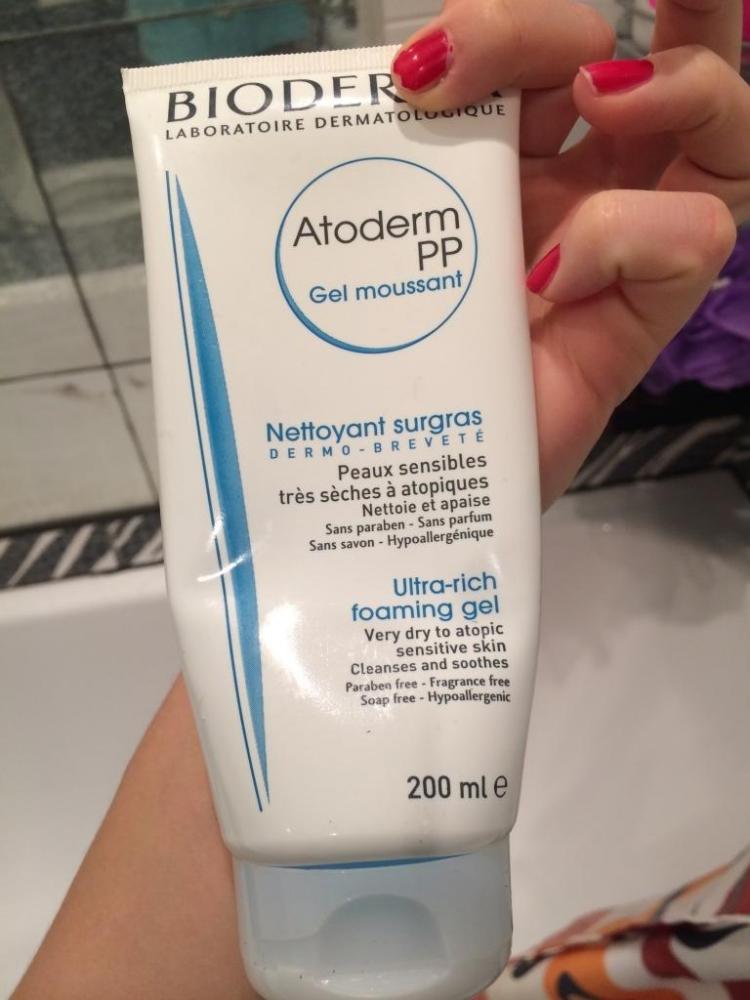 BIODER
LABORATOIRE DERMATOLOGIQUE
Atoderm
PP
Gel moussant
Nettoyant surgras
DERMO-BREVETÉ
Peaux sensibles
très sèches à atopiques
Nettoie et apaise
Sans paraben - Sans parfum
Sans savon - Hypoallergénique
Ultra-rich
foaming gel
Very dry to atopic
sensitive skin
Cleanses and soothes
Paraben free - Fragrance free
Soap free - Hypoallergenic
200 ml e